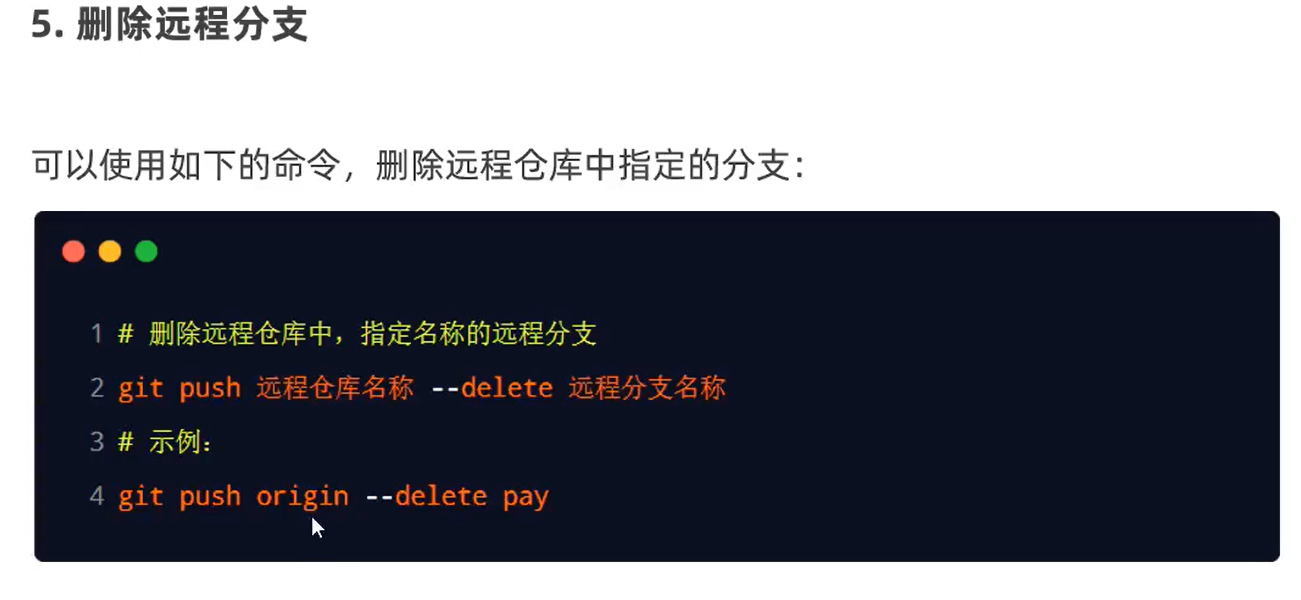 5. 删除远程分支
可以使用如下的命令，删除远程仓库中指定的分支：
1 # 删除远程仓库中，指定名称的远程分支
2 git push 远程仓库名称 --delete 远程分支名称
3 # 示例：
4 git push origin --delete pay